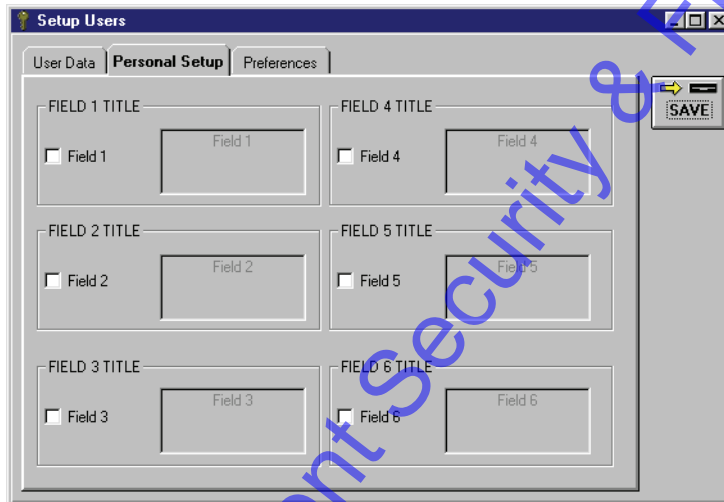 Setup Users
User Data Personal Setup Preferences
SAVE
FIELD 1 TITLE
Field 1
Field 1
FIELD 4 TITLE
Field 4
Field 4
FIELD 2 TITLE
Field 2
Field 2
FIELD 5 TITLE
Field 5
Field 5
FIELD 3 TITLE
Field 3
Field 3
FIELD 6 TITLE
Field 6
Field 6
Security &